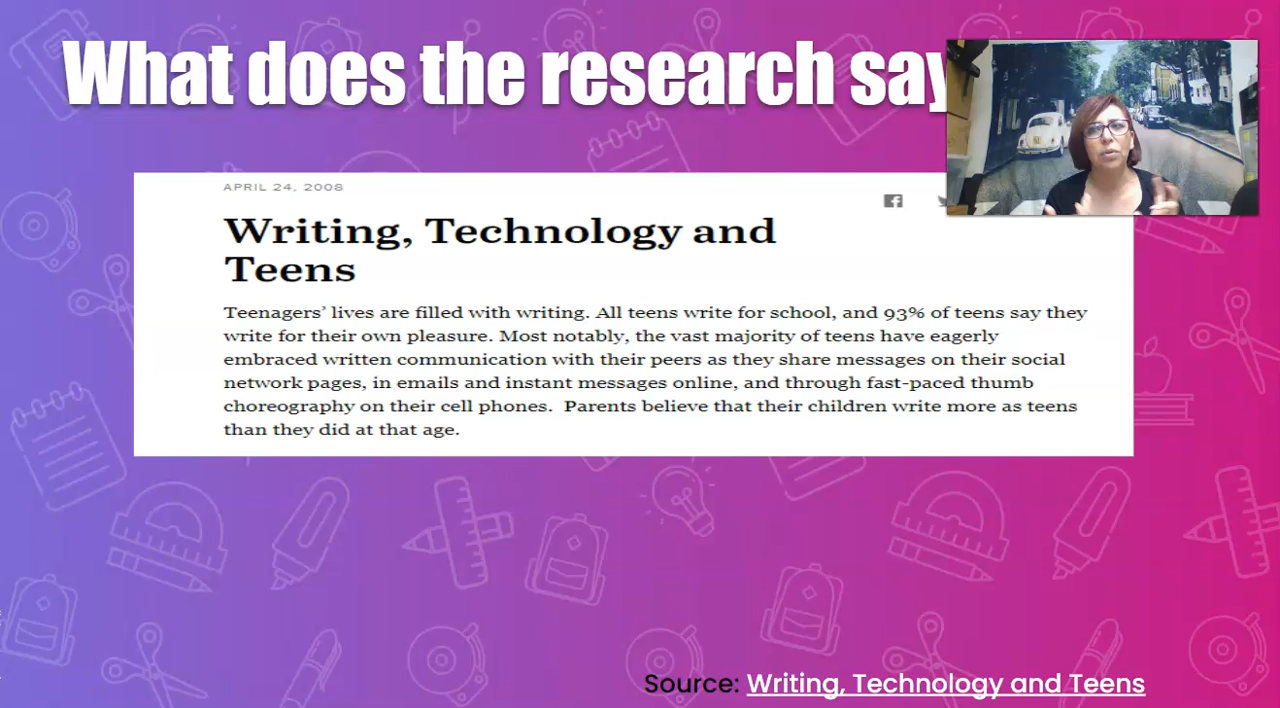 What does the research say
APRIL 24, 2008
Writing, Technology and
Teens
Teenagers’ lives are filled with writing. All teens write for school, and 93% of teens say they
write for their own pleasure. Most notably, the vast majority of teens have eagerly
embraced written communication with their peers as they share messages on their social
network pages, in emails and instant messages online, and through fast-paced thumb
choreography on their cell phones.  Parents believe that their children write more as teens
than they did at that age.
Source: Writing, Technology and Teens